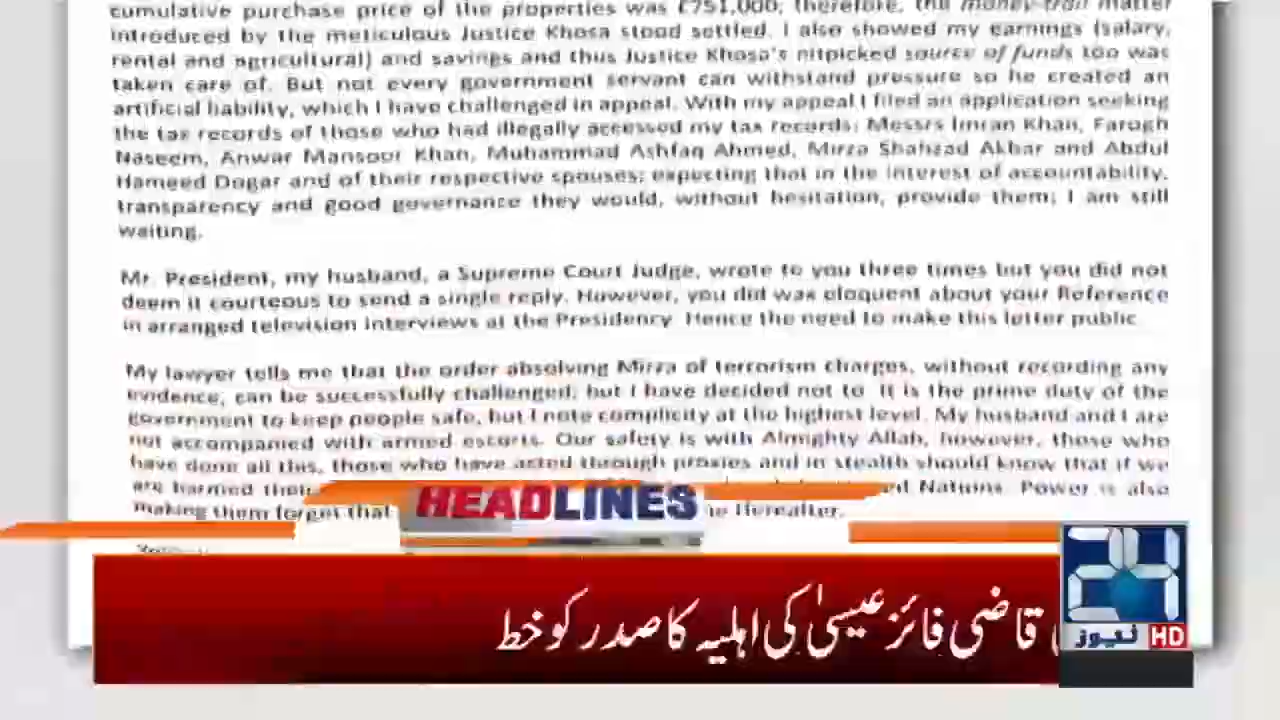 cumulative purchase price of the properties was £751,000; therefore, the money-trail matter
introduced by the meticulous Justice Khosa stood settled. I also showed my earnings (salary,
rental and agricultural) and savings and thus Justice Khosa's nitpicked source of funds too was
taken care of. But not every government servant can withstand pressure so he created an
artificial liability, which I have challenged in appeal. With my appeal I filed an application seeking
the tax records of those who had illegally accessed my tax records: Messrs Imran Khan, Farogh
Naseem, Anwar Mansoor Khan, Muhammad Ashfaq Ahmed, Mirza Shahzad Akbar and Abdul
Hameed Dogar and of their respective spouses; expecting that in the interest of accountability,
transparency and good governance they would, without hesitation, provide them; I am still
waiting.
Mr. President, my husband, a Supreme Court Judge, wrote to you three times but you did not
deem it courteous to send a single reply. However, you did wax eloquent about your Reference
in arranged television interviews at the Presidency. Hence the need to make this letter public.
My lawyer tells me that the order absolving Mirza of terrorism charges, without recording any
evidence, can be successfully challenged, but I have decided not to. It is the prime duty of the
government to keep people safe, but I note complicity at the highest level. My husband and I are
not accompanied with armed escorts. Our safety is with Almighty Allah, however, those who
have done all this, those who have acted through proxies and in stealth should know that if we
are harmed their Nations. Power is also
making them forget that Hereafter.
HEADLINES
قاضی فائز عیسیٰ کی اہلیہ کا صدر کو خط
24
نیوز HD